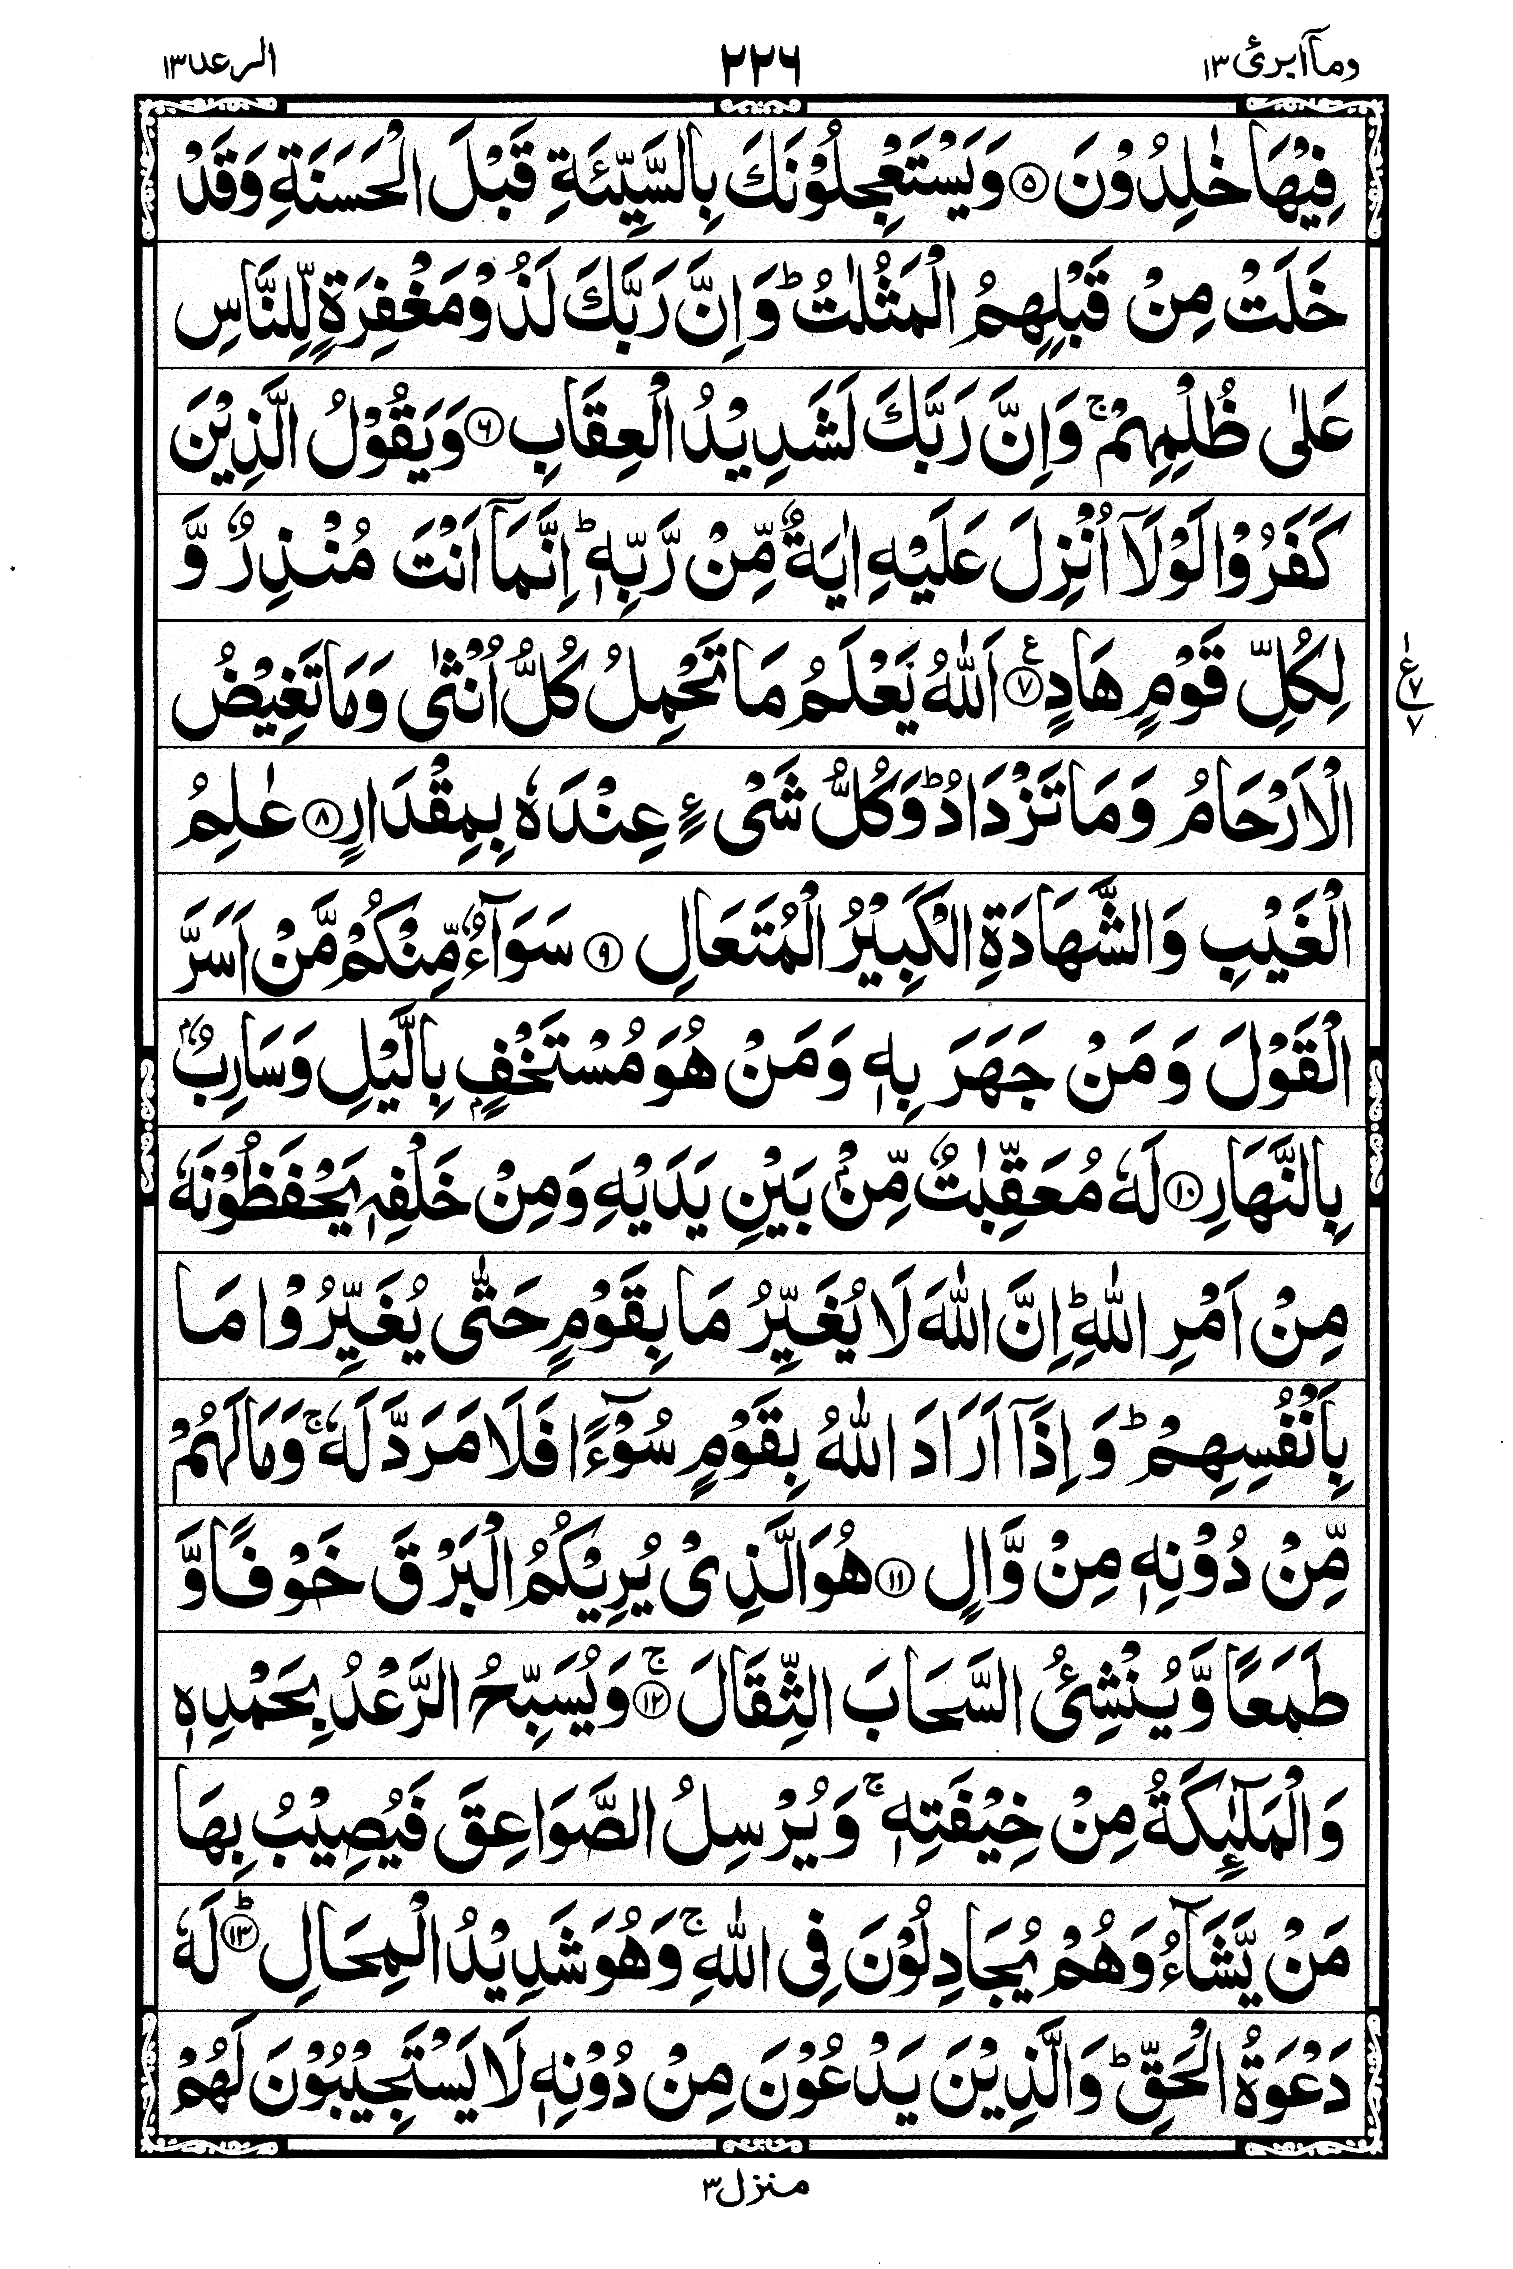 وماۤ ابرئ ١٣
٢٢٦
الرعد ١٣
فِيْهَا خٰلِدُوْنَ ۝٥ وَيَسْتَعْجِلُوْنَكَ بِالسَّيِّئَةِ قَبْلَ الْحَسَنَةِ وَقَدْ
خَلَتْ مِنْ قَبْلِهِمُ الْمَثُلٰتُ ؕ وَاِنَّ رَبَّكَ لَذُوْ مَغْفِرَةٍ لِّلنَّاسِ
عَلٰى ظُلْمِهِمْ ۚ وَاِنَّ رَبَّكَ لَشَدِيْدُ الْعِقَابِ ۝٦ وَيَقُوْلُ الَّذِيْنَ
كَفَرُوْا لَوْلَاۤ اُنْزِلَ عَلَيْهِ اٰيَةٌ مِّنْ رَّبِّهٖ ؕ اِنَّمَاۤ اَنْتَ مُنْذِرٌ وَّ
لِكُلِّ قَوْمٍ هَادٍ ۝٧ ع اَللّٰهُ يَعْلَمُ مَا تَحْمِلُ كُلُّ اُنْثٰى وَمَا تَغِيْضُ
ع ١ ٧ ٧
الْاَرْحَامُ وَمَا تَزْدَادُ ؕ وَكُلُّ شَىْءٍ عِنْدَهٗ بِمِقْدَارٍ ۝٨ عٰلِمُ
الْغَيْبِ وَالشَّهَادَةِ الْكَبِيْرُ الْمُتَعَالِ ۝٩ سَوَآءٌ مِّنْكُمْ مَّنْ اَسَرَّ
الْقَوْلَ وَمَنْ جَهَرَ بِهٖ وَمَنْ هُوَ مُسْتَخْفٍۭ بِالَّيْلِ وَسَارِبٌۢ
بِالنَّهَارِ ۝١٠ لَهٗ مُعَقِّبٰتٌ مِّنْۢ بَيْنِ يَدَيْهِ وَمِنْ خَلْفِهٖ يَحْفَظُوْنَهٗ
مِنْ اَمْرِ اللّٰهِ ؕ اِنَّ اللّٰهَ لَا يُغَيِّرُ مَا بِقَوْمٍ حَتّٰى يُغَيِّرُوْا مَا
بِاَنْفُسِهِمْ ؕ وَاِذَاۤ اَرَادَ اللّٰهُ بِقَوْمٍ سُوْٓءًا فَلَا مَرَدَّ لَهٗ ۚ وَمَا لَهُمْ
مِّنْ دُوْنِهٖ مِنْ وَّالٍ ۝١١ هُوَ الَّذِىْ يُرِيْكُمُ الْبَرْقَ خَوْفًا وَّ
طَمَعًا وَّيُنْشِئُ السَّحَابَ الثِّقَالَ ۝١٢ ۚ وَيُسَبِّحُ الرَّعْدُ بِحَمْدِهٖ
وَالْمَلٰٓئِكَةُ مِنْ خِيْفَتِهٖ ۚ وَيُرْسِلُ الصَّوَاعِقَ فَيُصِيْبُ بِهَا
مَنْ يَّشَآءُ وَهُمْ يُجَادِلُوْنَ فِى اللّٰهِ ۚ وَهُوَ شَدِيْدُ الْمِحَالِ ۝١٣ ؕ لَهٗ
دَعْوَةُ الْحَقِّ ؕ وَالَّذِيْنَ يَدْعُوْنَ مِنْ دُوْنِهٖ لَا يَسْتَجِيْبُوْنَ لَهُمْ
منزل ٣